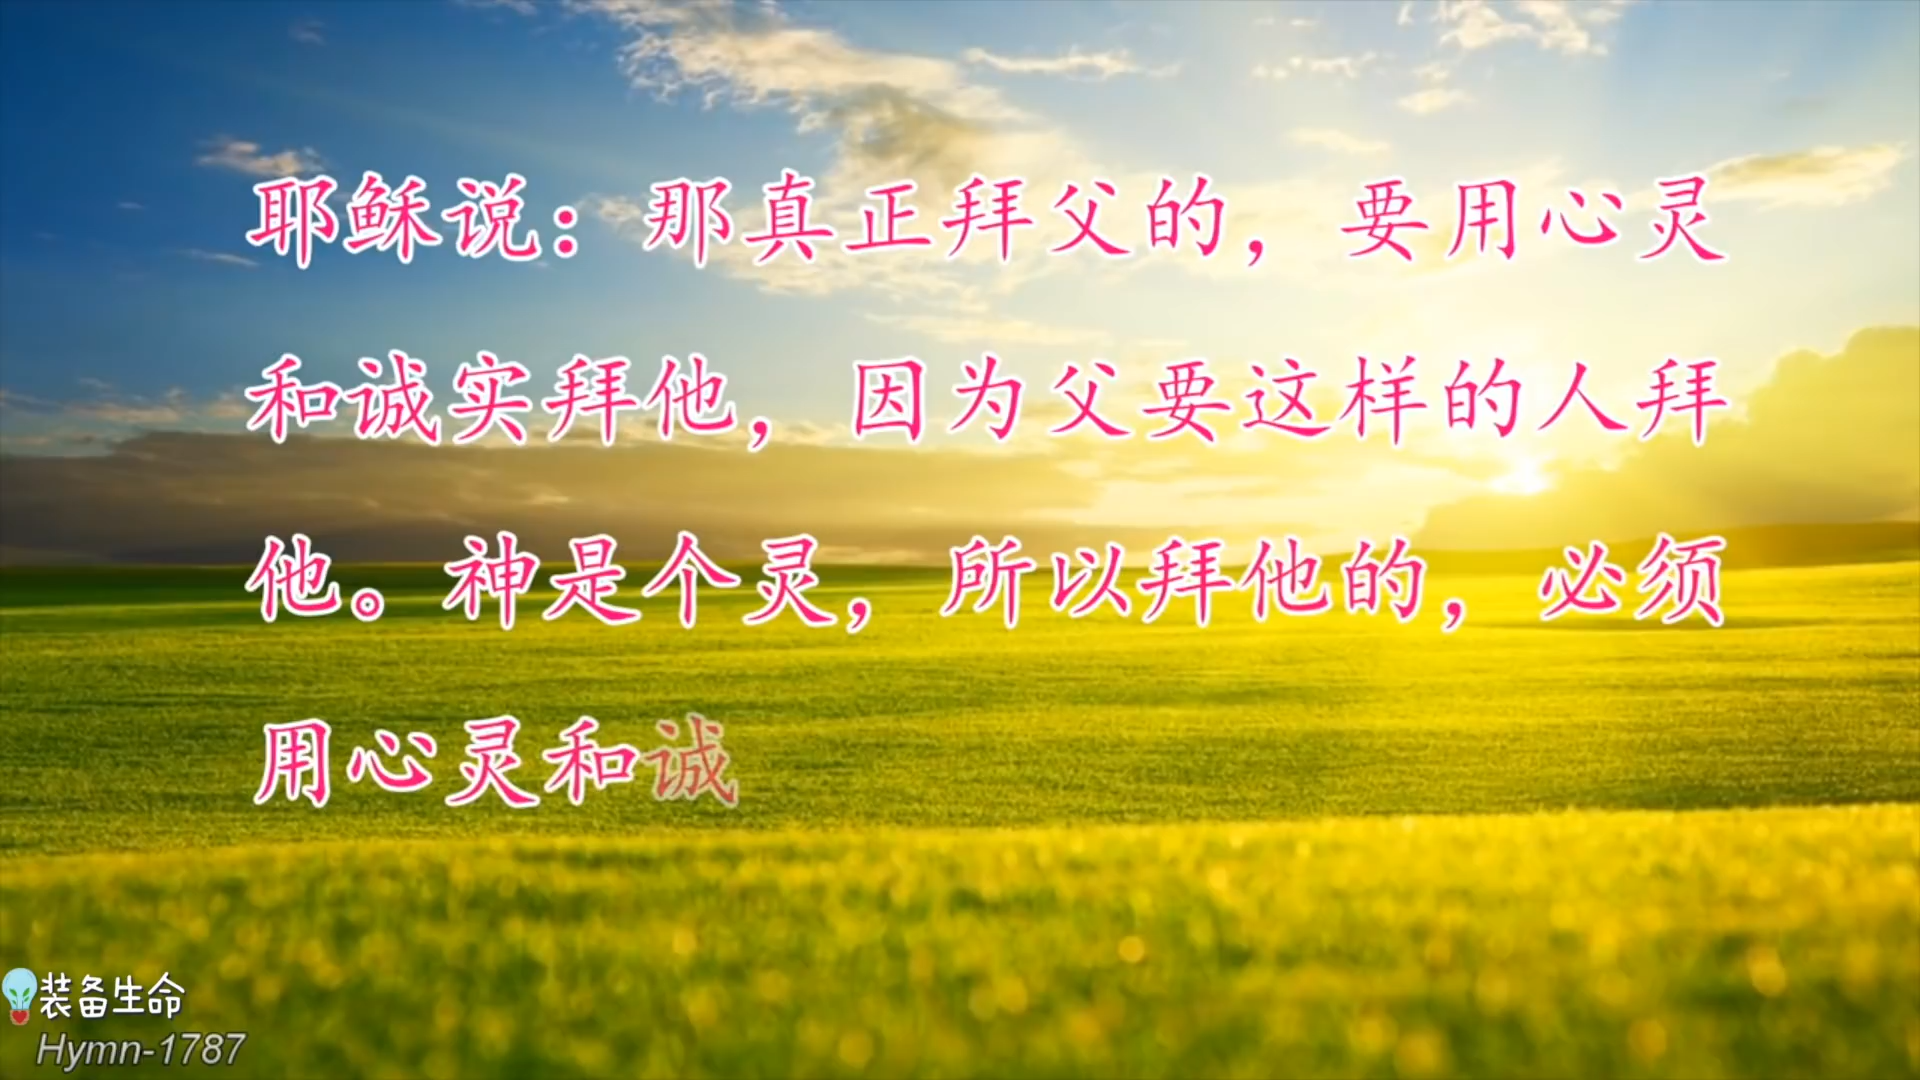 耶稣说：那真正拜父的，要用心灵
和诚实拜他，因为父要这样的人拜
他。神是个灵，所以拜他的，必须
用心灵和诚
装备生命
Hymn-1787